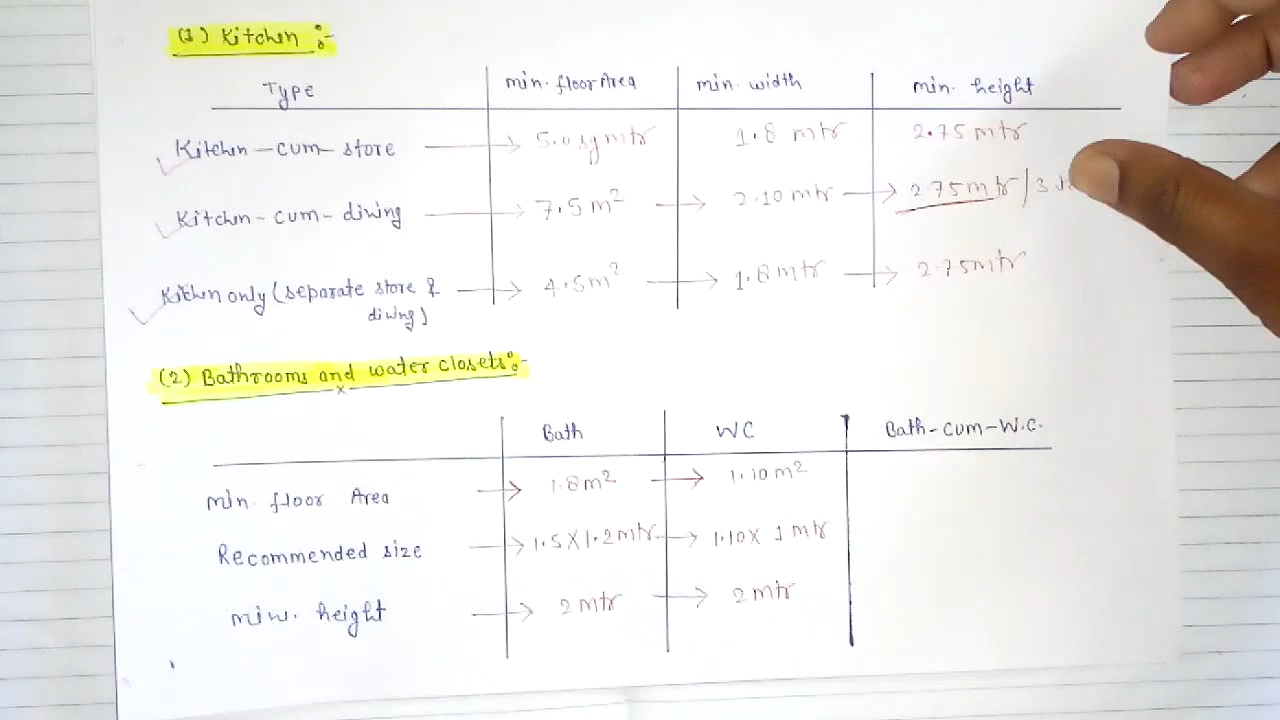 (1) Kitchen :-
Type min. floor Area min. width min. height
Kitchen-cum-store 5.0 sq mtr 1.8 mtr 2.75 mtr
Kitchen-cum-dining 7.5 m² 2.10 mtr 2.75 mtr / 3
Kitchen only (separate store & 4.5 m² 1.8 mtr 2.75 mtr
dining)
(2) Bathrooms and water closets :-
Bath WC Bath-cum-W.C.
min. floor Area 1.8 m² 1.10 m²
Recommended size 1.5 X 1.2 mtr 1.10 X 1 mtr
min. height 2 mtr 2 mtr